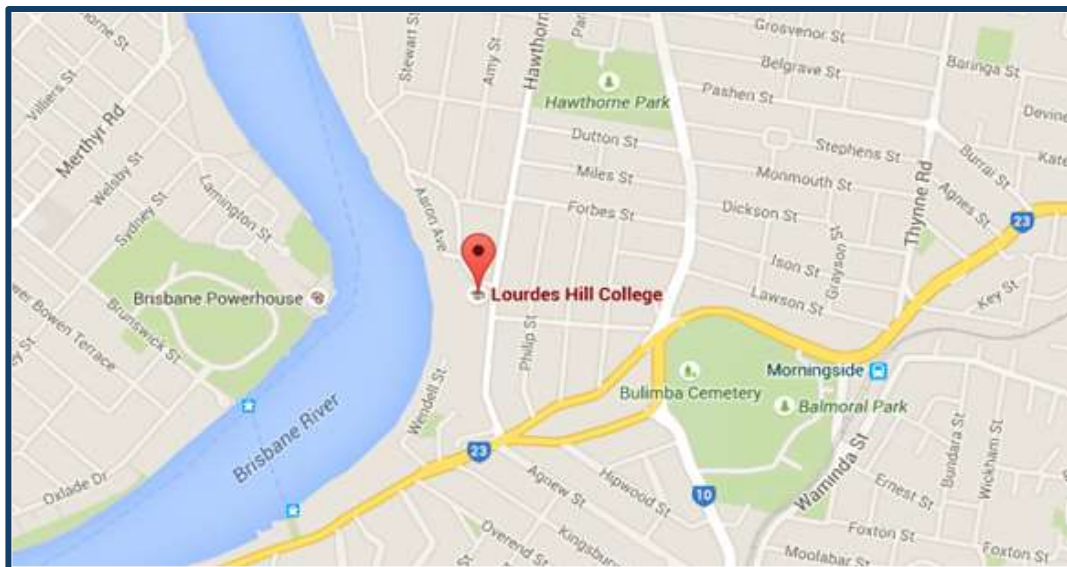 Stewart St
Amy St
Hawthorn
Grosvenor St
Belgrave St
Baringa St
Villiers St
Merthyr Rd
Hawthorne Park
Pashen St
Dutton St
Stephens St
Burrai St
Welsby St
Lamington St
Aaron Ave
Miles St
Monmouth St
Agnes St
Sydney St
Forbes St
Dickson St
Thynne Rd
23
Grayson St
Ison St
Brisbane Powerhouse
Lourdes Hill College
Lawson St
Key St
Bowen Terrace
Brunswick St
Philip St
Morningside
Bulimba Cemetery
Wendell St
Balmoral Park
Brisbane River
23
Bundara St
Wickham St
Oxlade Dr
Agnew St
Hipwood St
10
Waminda St
Ernest St
Overend St
Kingsbur
Foxton St
Foxton St
Moolabar St